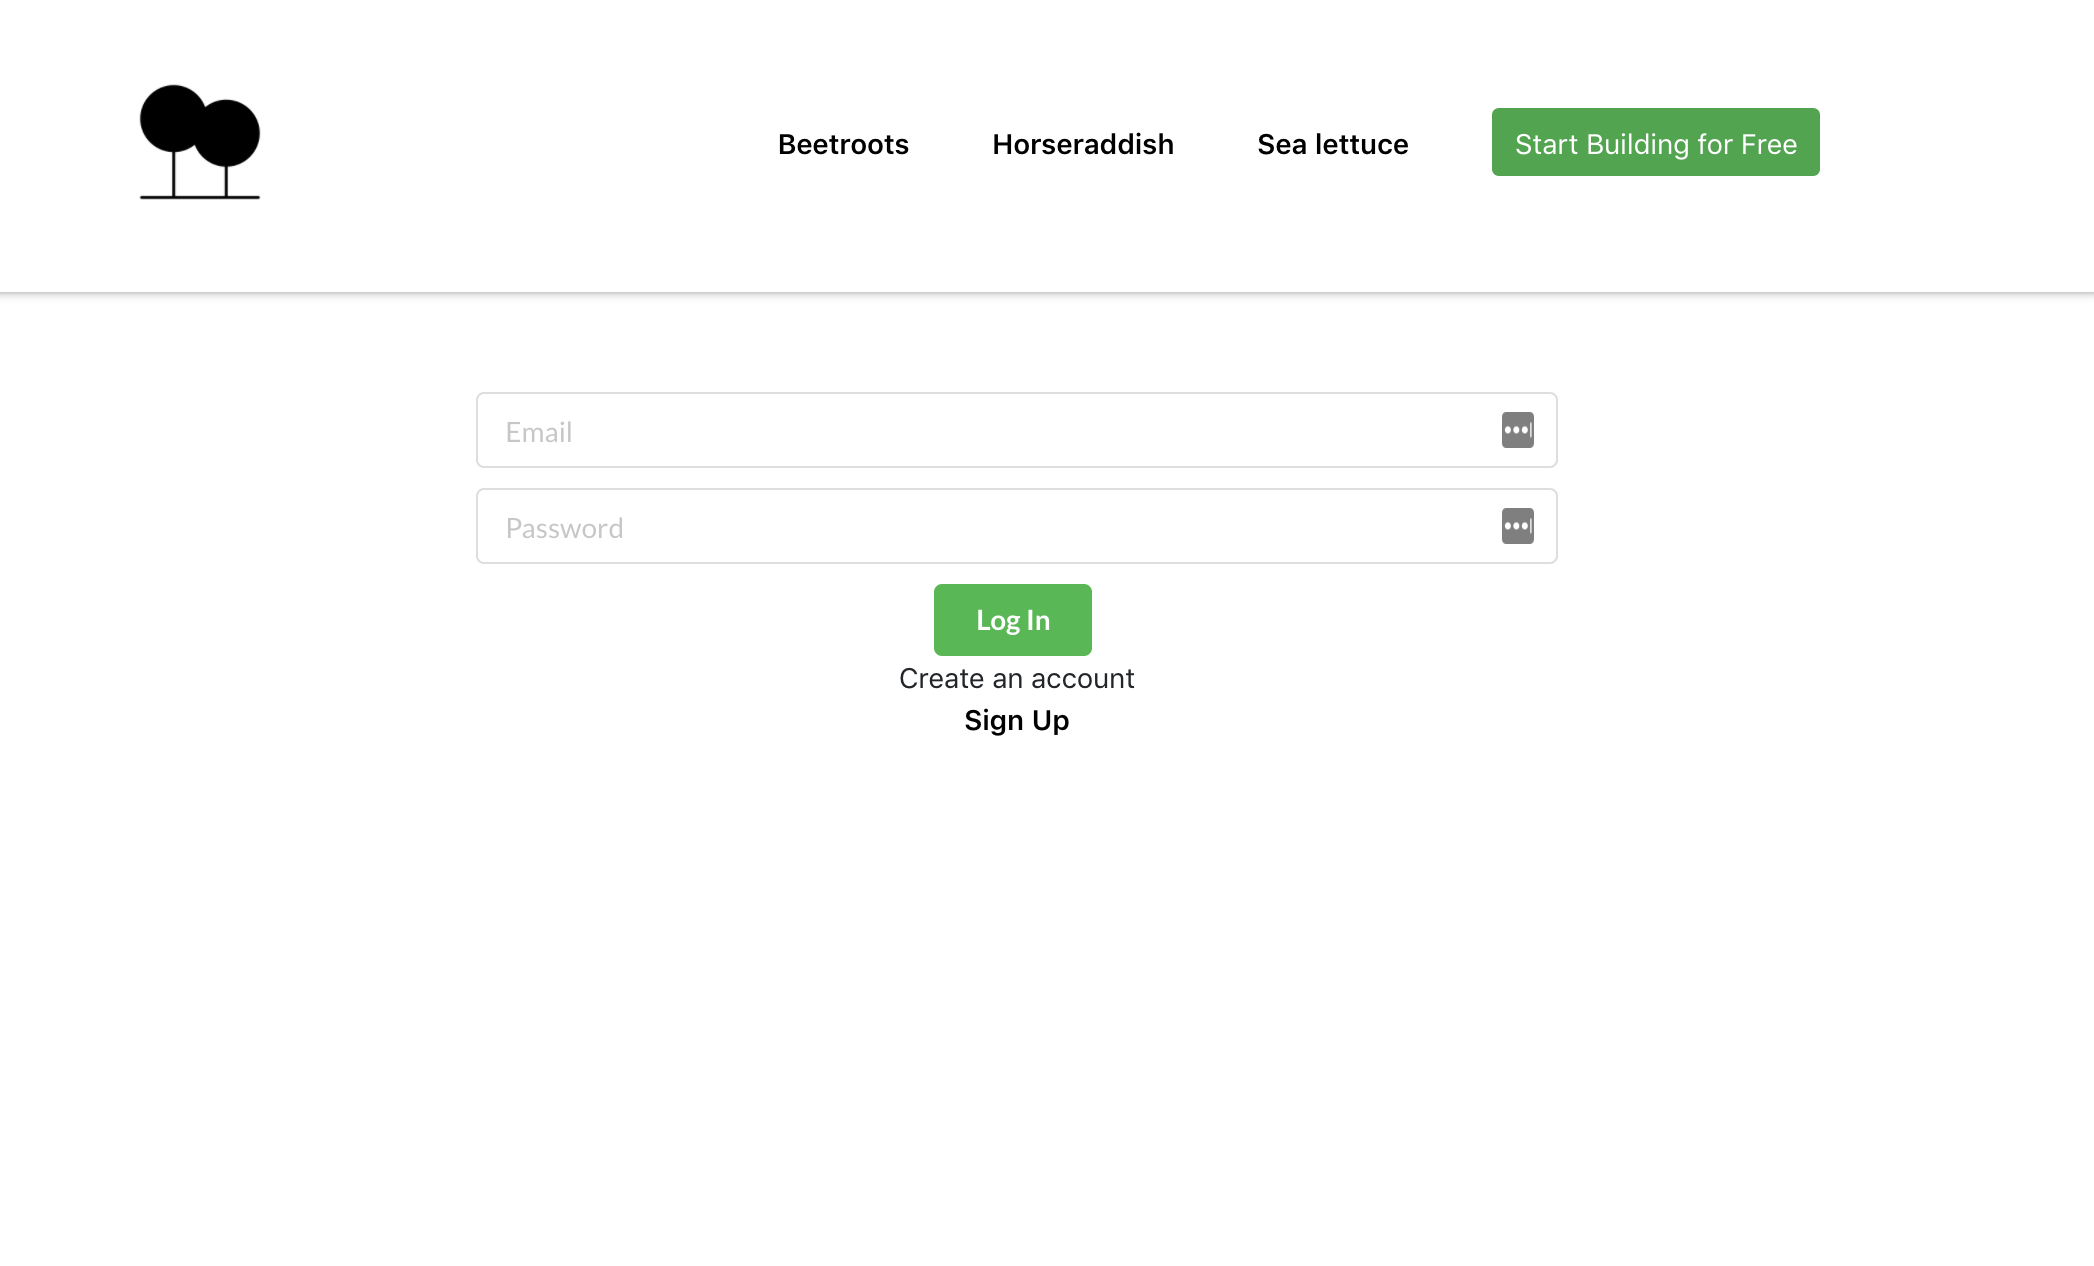 Beetroots Horseraddish Sea lettuce Start Building for Free
Email
Password
Log In
Create an account
Sign Up